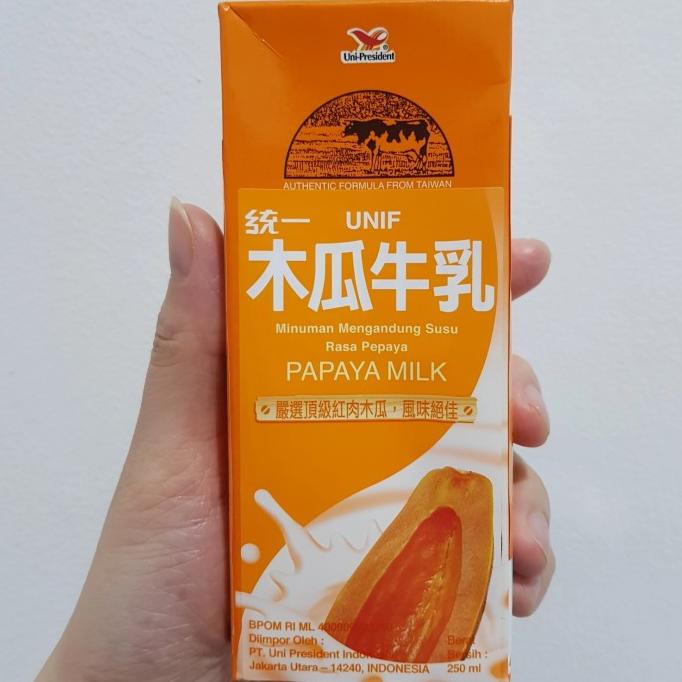 Uni-President
AUTHENTIC FORMULA FROM TAIWAN
統一 UNIF
木瓜牛乳
Minuman Mengandung Susu
Rasa Pepaya
PAPAYA MILK
嚴選頂級紅肉木瓜，風味絕佳
BPOM RI ML
Diimpor Oleh : Berat
PT. Uni President Bersih :
Jakarta Utara – 14240, INDONESIA 250 ml